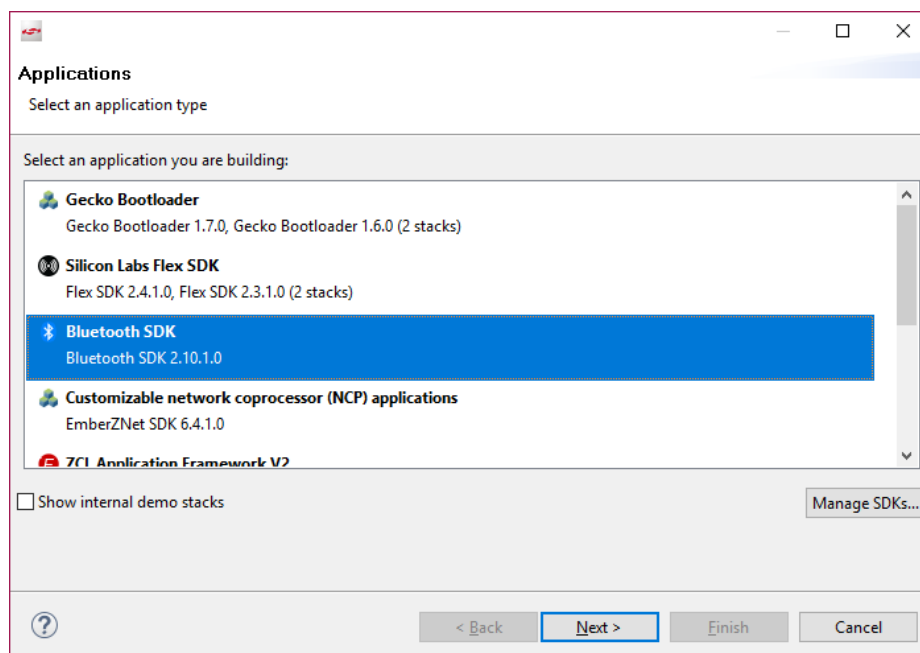 Applications
Select an application type
Select an application you are building:
Gecko Bootloader
Gecko Bootloader 1.7.0, Gecko Bootloader 1.6.0 (2 stacks)
Silicon Labs Flex SDK
Flex SDK 2.4.1.0, Flex SDK 2.3.1.0 (2 stacks)
Bluetooth SDK
Bluetooth SDK 2.10.1.0
Customizable network coprocessor (NCP) applications
EmberZNet SDK 6.4.1.0
ZCL Application Framework V2
Show internal demo stacks
Manage SDKs...
< Back
Next >
Finish
Cancel